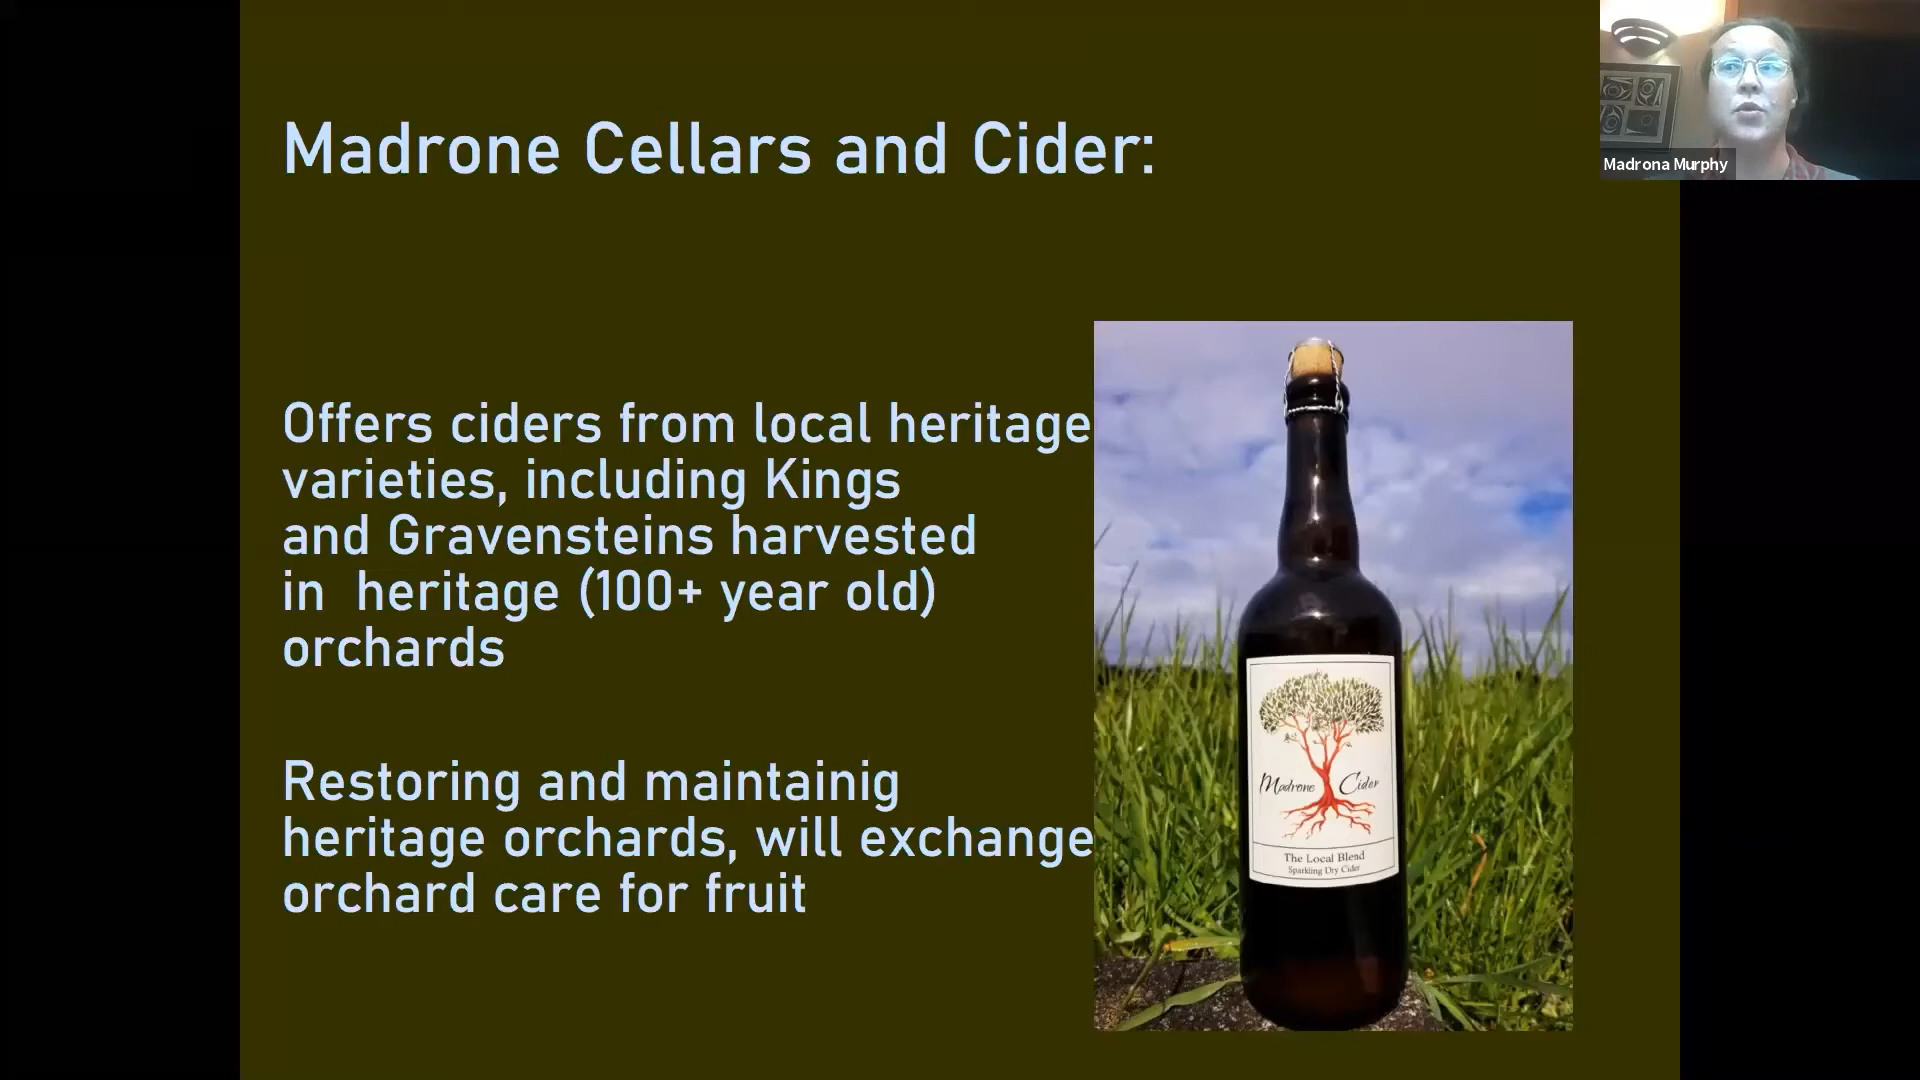 Madrone Cellars and Cider:
Madrona Murphy
Offers ciders from local heritage
varieties, including Kings
and Gravensteins harvested
in heritage (100+ year old)
orchards
Restoring and maintainig
heritage orchards, will exchange
orchard care for fruit
Madrone Cider
The Local Blend
Sparkling Dry Cider